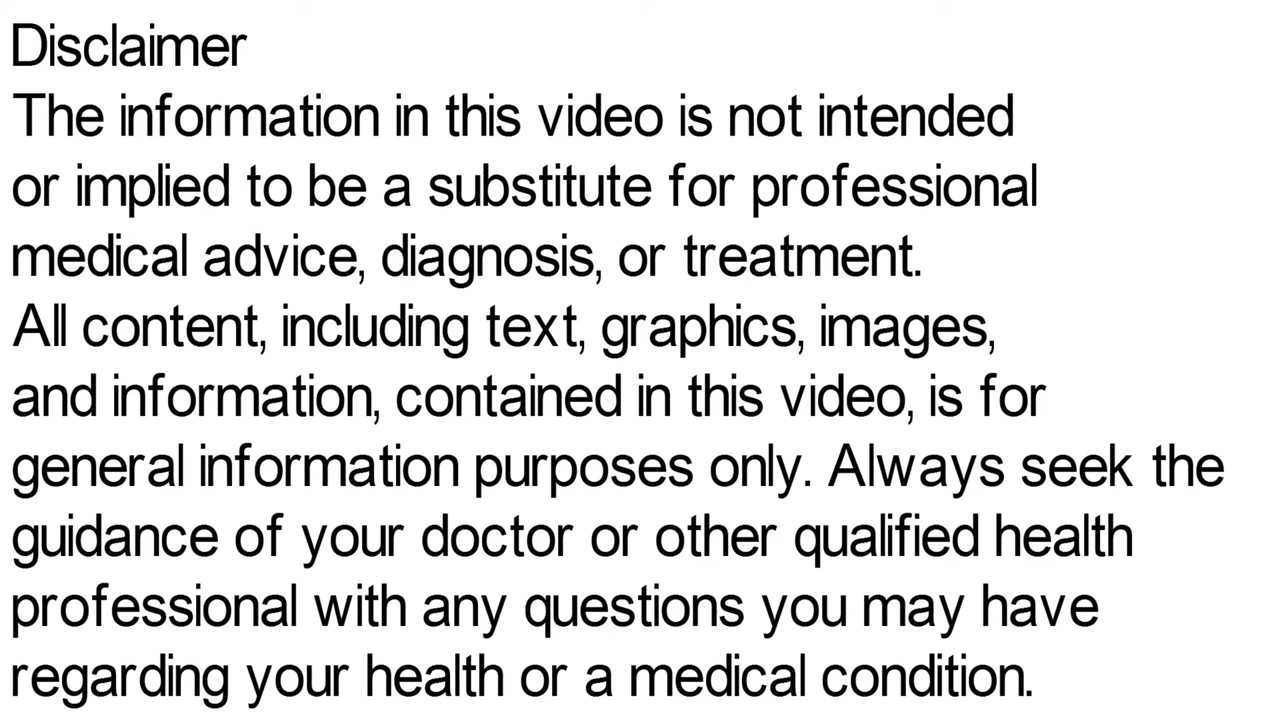 Disclaimer
The information in this video is not intended
or implied to be a substitute for professional
medical advice, diagnosis, or treatment.
All content, including text, graphics, images,
and information, contained in this video, is for
general information purposes only. Always seek the
guidance of your doctor or other qualified health
professional with any questions you may have
regarding your health or a medical condition.